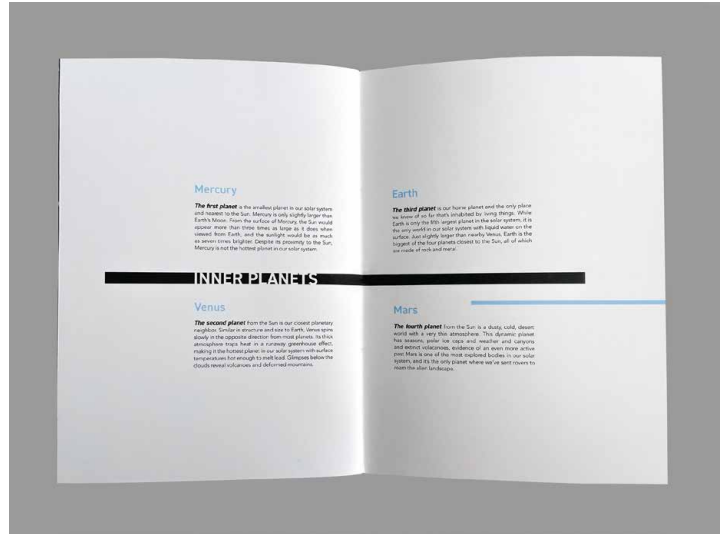 Mercury
The first planet is the smallest planet in our solar system
and nearest to the Sun. Mercury is only slightly larger than
Earth's Moon. From the surface of Mercury, the Sun would
appear more than three times as large as it does when
viewed from Earth, and the sunlight would be as much
as seven times brighter. Despite its proximity to the Sun,
Mercury is not the hottest planet in our solar system.
INNER PLANETS
Venus
The second planet from the Sun is our closest planetary
neighbor. Similar in structure and size to Earth, Venus spins
slowly in the opposite direction from most planets. Its thick
atmosphere traps heat in a runaway greenhouse effect,
making it the hottest planet in our solar system with surface
temperatures hot enough to melt lead. Glimpses below the
clouds reveal volcanoes and deformed mountains.
Earth
The third planet is our home planet and the only place
we know of so far that's inhabited by living things. While
Earth is only the fifth largest planet in the solar system, it is
the only world in our solar system with liquid water on the
surface. Just slightly larger than nearby Venus, Earth is the
biggest of the four planets closest to the Sun, all of which
are made of rock and metal.
Mars
The fourth planet from the Sun is a dusty, cold, desert
world with a very thin atmosphere. This dynamic planet
has seasons, polar ice caps and weather and canyons
and extinct volcanoes, evidence of an even more active
past Mars is one of the most explored bodies in our solar
system, and it's the only planet where we've sent rovers to
roam the alien landscape.